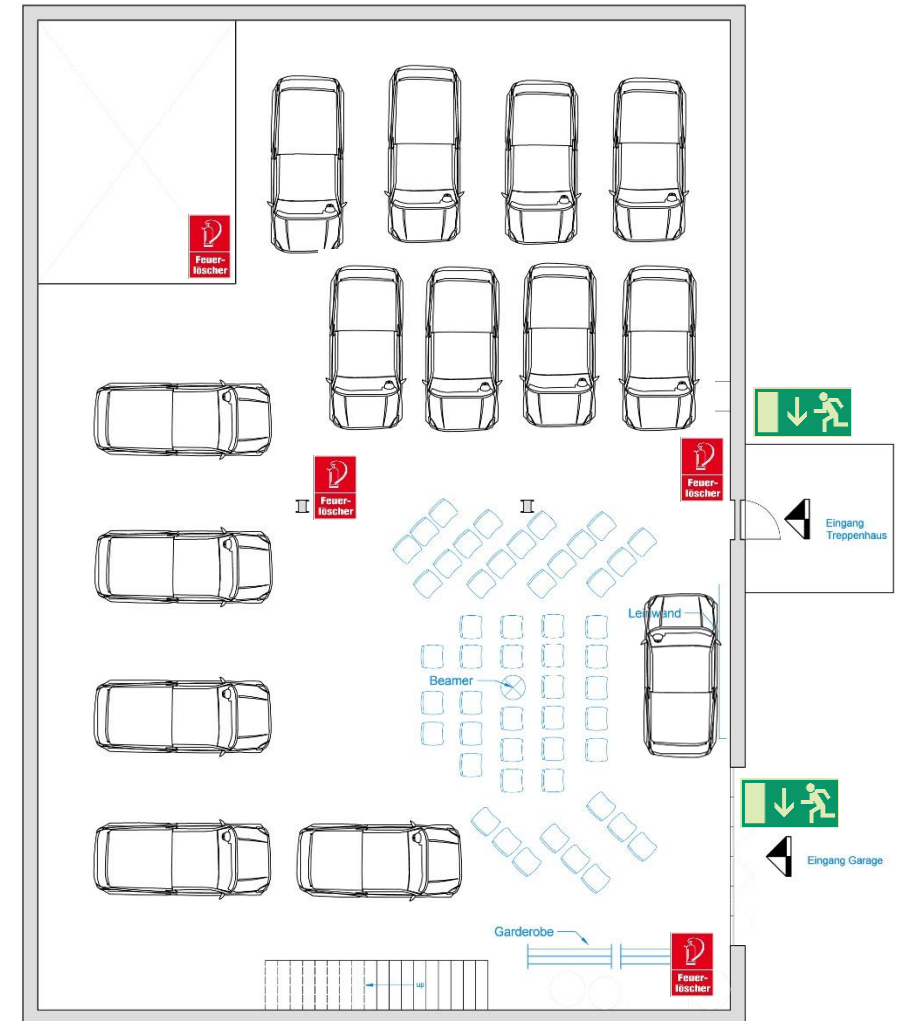 Feuer-
löscher
Feuer-
löscher
Feuer-
löscher
Eingang
Treppenhaus
Leinwand
Beamer
Eingang Garage
Garderobe
Feuer-
löscher
up